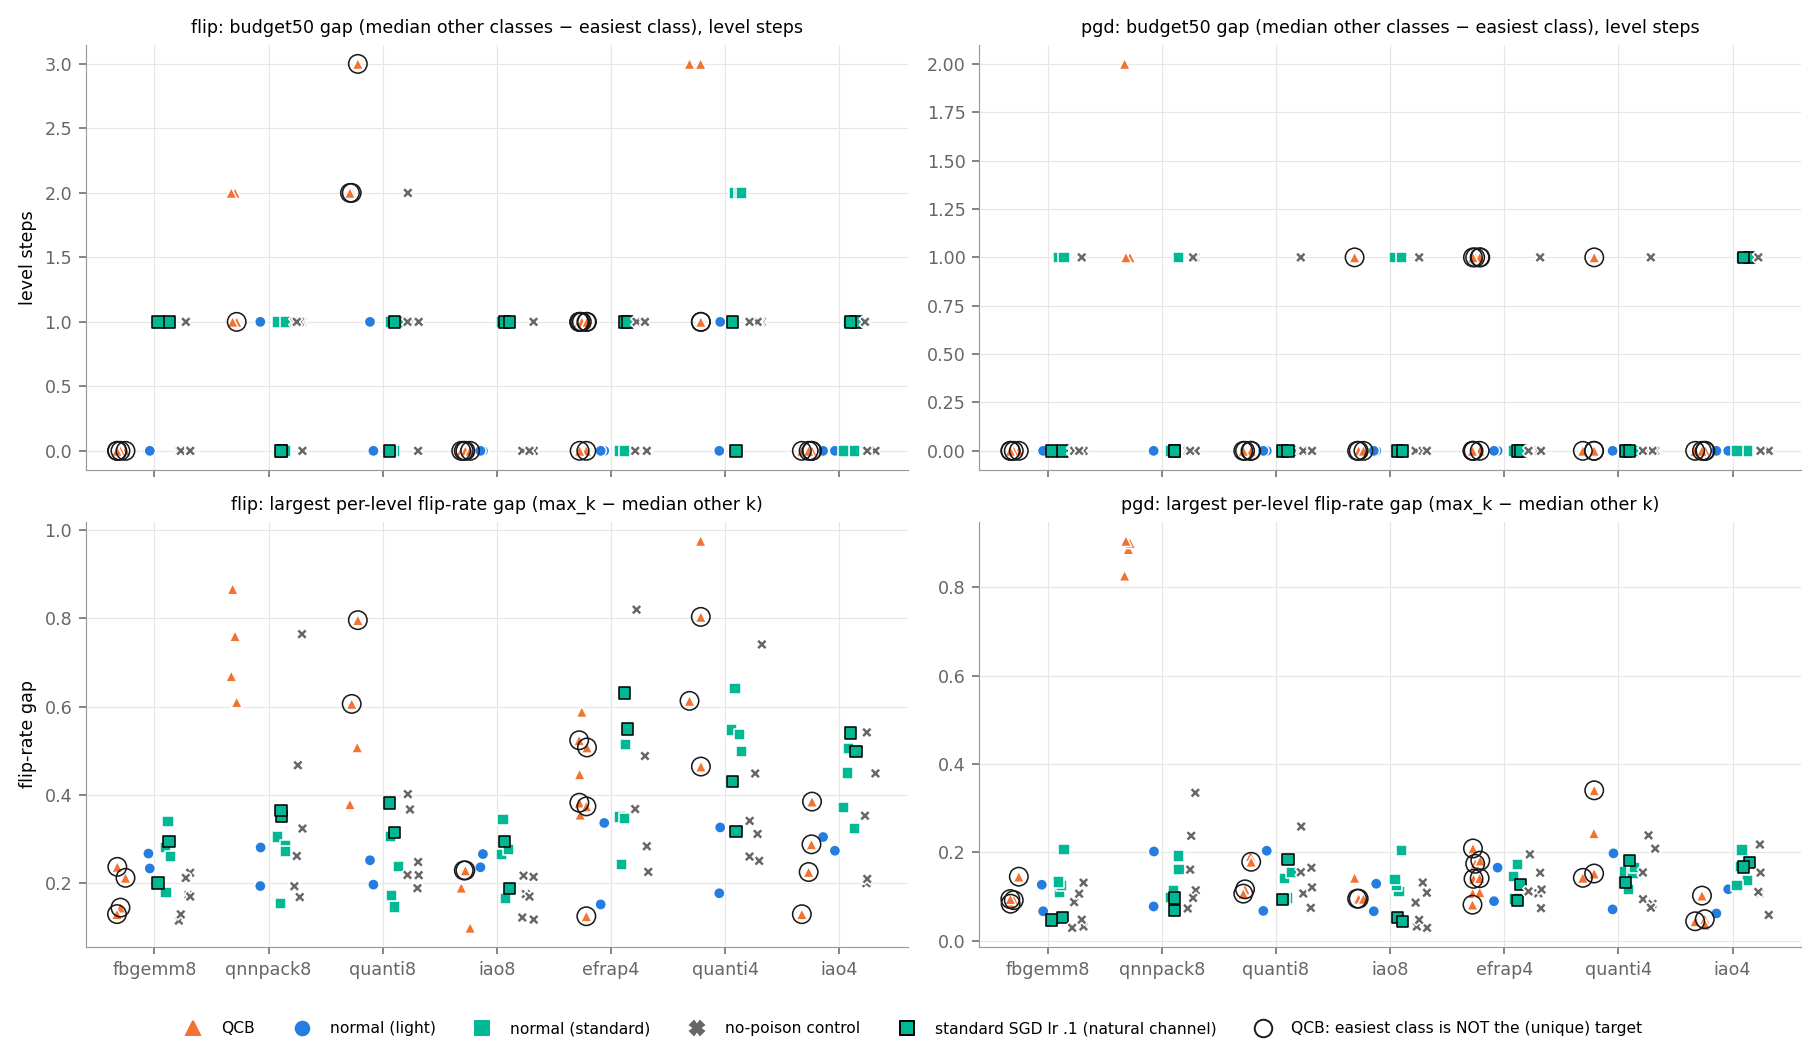 flip: budget50 gap (median other classes − easiest class), level steps
level steps
3.0
2.5
2.0
1.5
1.0
0.5
0.0
pgd: budget50 gap (median other classes − easiest class), level steps
2.00
1.75
1.50
1.25
1.00
0.75
0.50
0.25
0.00
flip: largest per-level flip-rate gap (max_k − median other k)
flip-rate gap
1.0
0.8
0.6
0.4
0.2
fbgemm8 qnnpack8 quanti8 iao8 efrap4 quanti4 iao4
pgd: largest per-level flip-rate gap (max_k − median other k)
0.8
0.6
0.4
0.2
0.0
fbgemm8 qnnpack8 quanti8 iao8 efrap4 quanti4 iao4
QCB normal (light) normal (standard) no-poison control standard SGD lr .1 (natural channel) QCB: easiest class is NOT the (unique) target